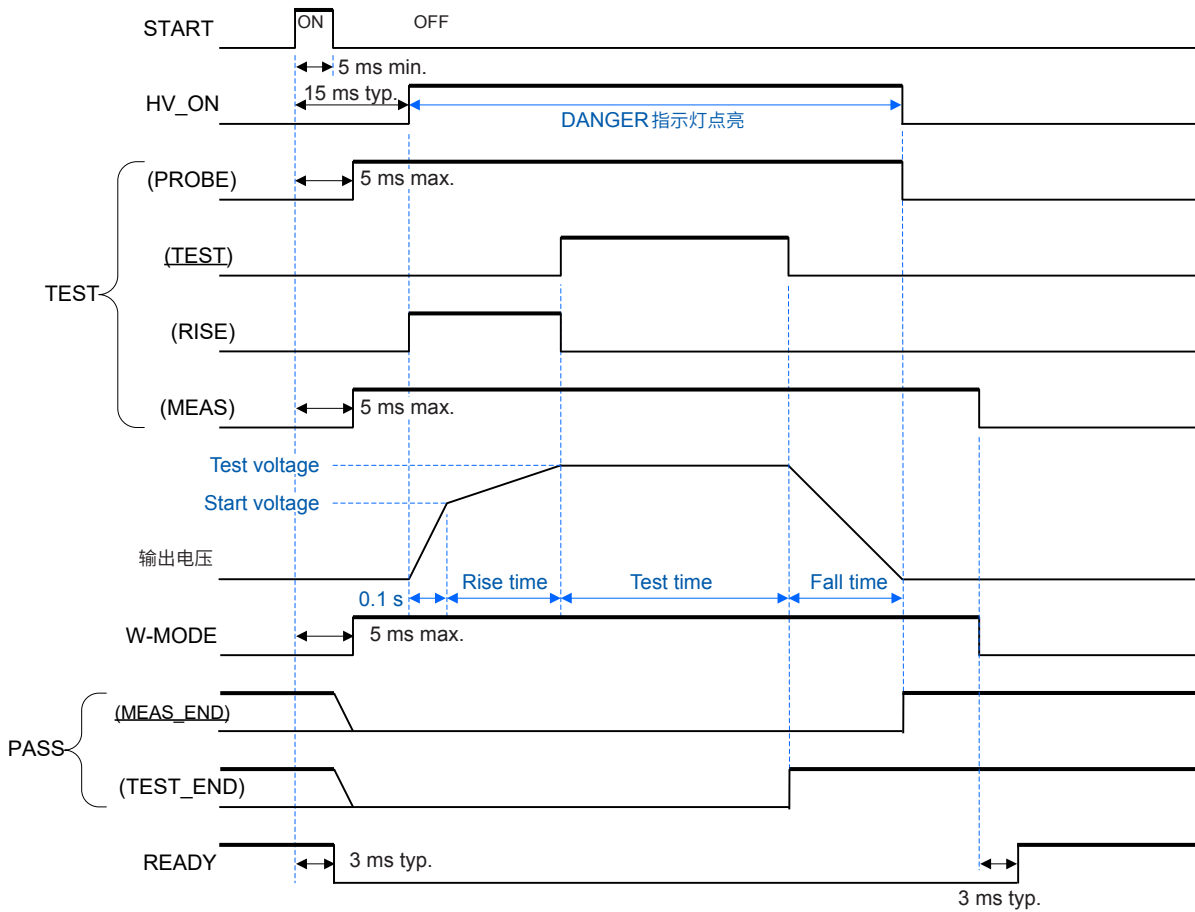 START
ON
OFF
5 ms min.
HV_ON
15 ms typ.
DANGER指示灯点亮
TEST
(PROBE)
5 ms max.
(TEST)
(RISE)
(MEAS)
5 ms max.
Test voltage
Start voltage
输出电压
0.1 s
Rise time
Test time
Fall time
W-MODE
5 ms max.
PASS
(MEAS_END)
(TEST_END)
READY
3 ms typ.
3 ms typ.